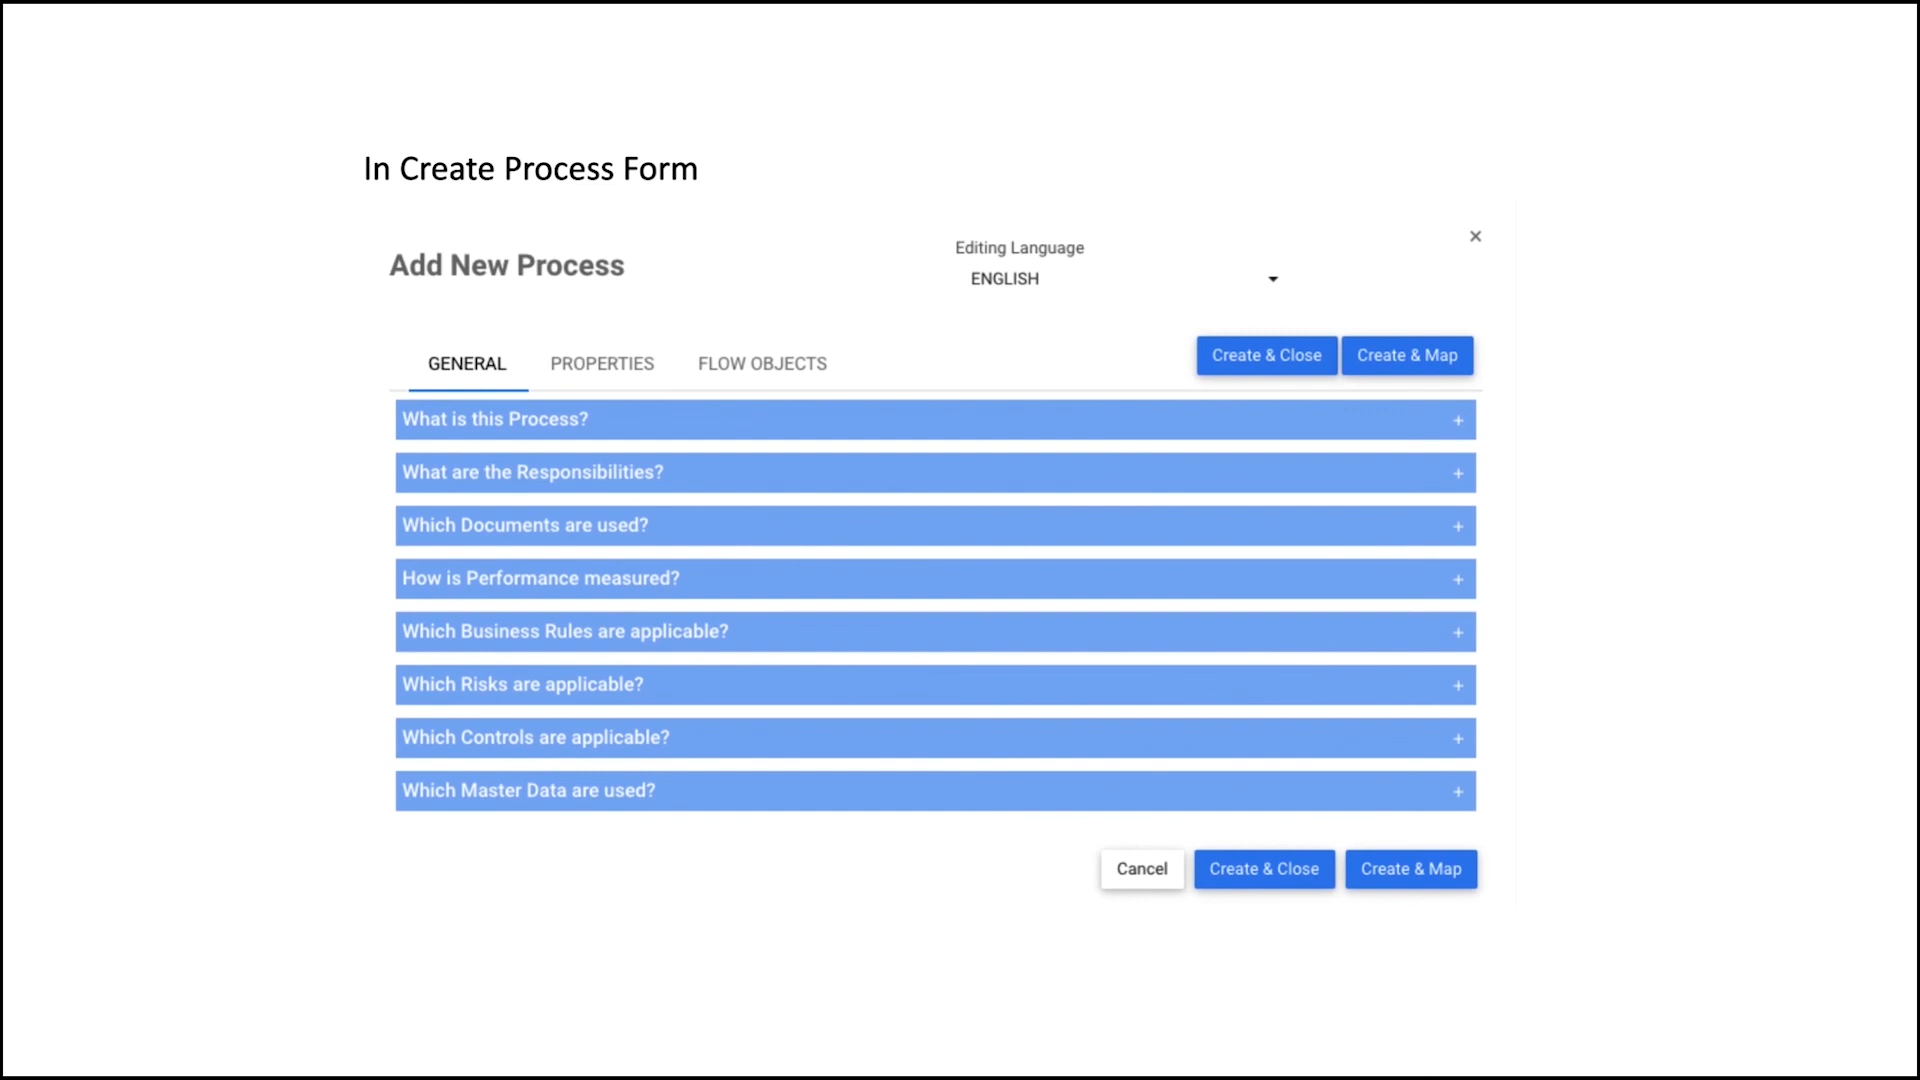 In Create Process Form
Add New Process
Editing Language
ENGLISH
GENERAL PROPERTIES FLOW OBJECTS
Create & Close Create & Map
What is this Process?
What are the Responsibilities?
Which Documents are used?
How is Performance measured?
Which Business Rules are applicable?
Which Risks are applicable?
Which Controls are applicable?
Which Master Data are used?
Cancel Create & Close Create & Map